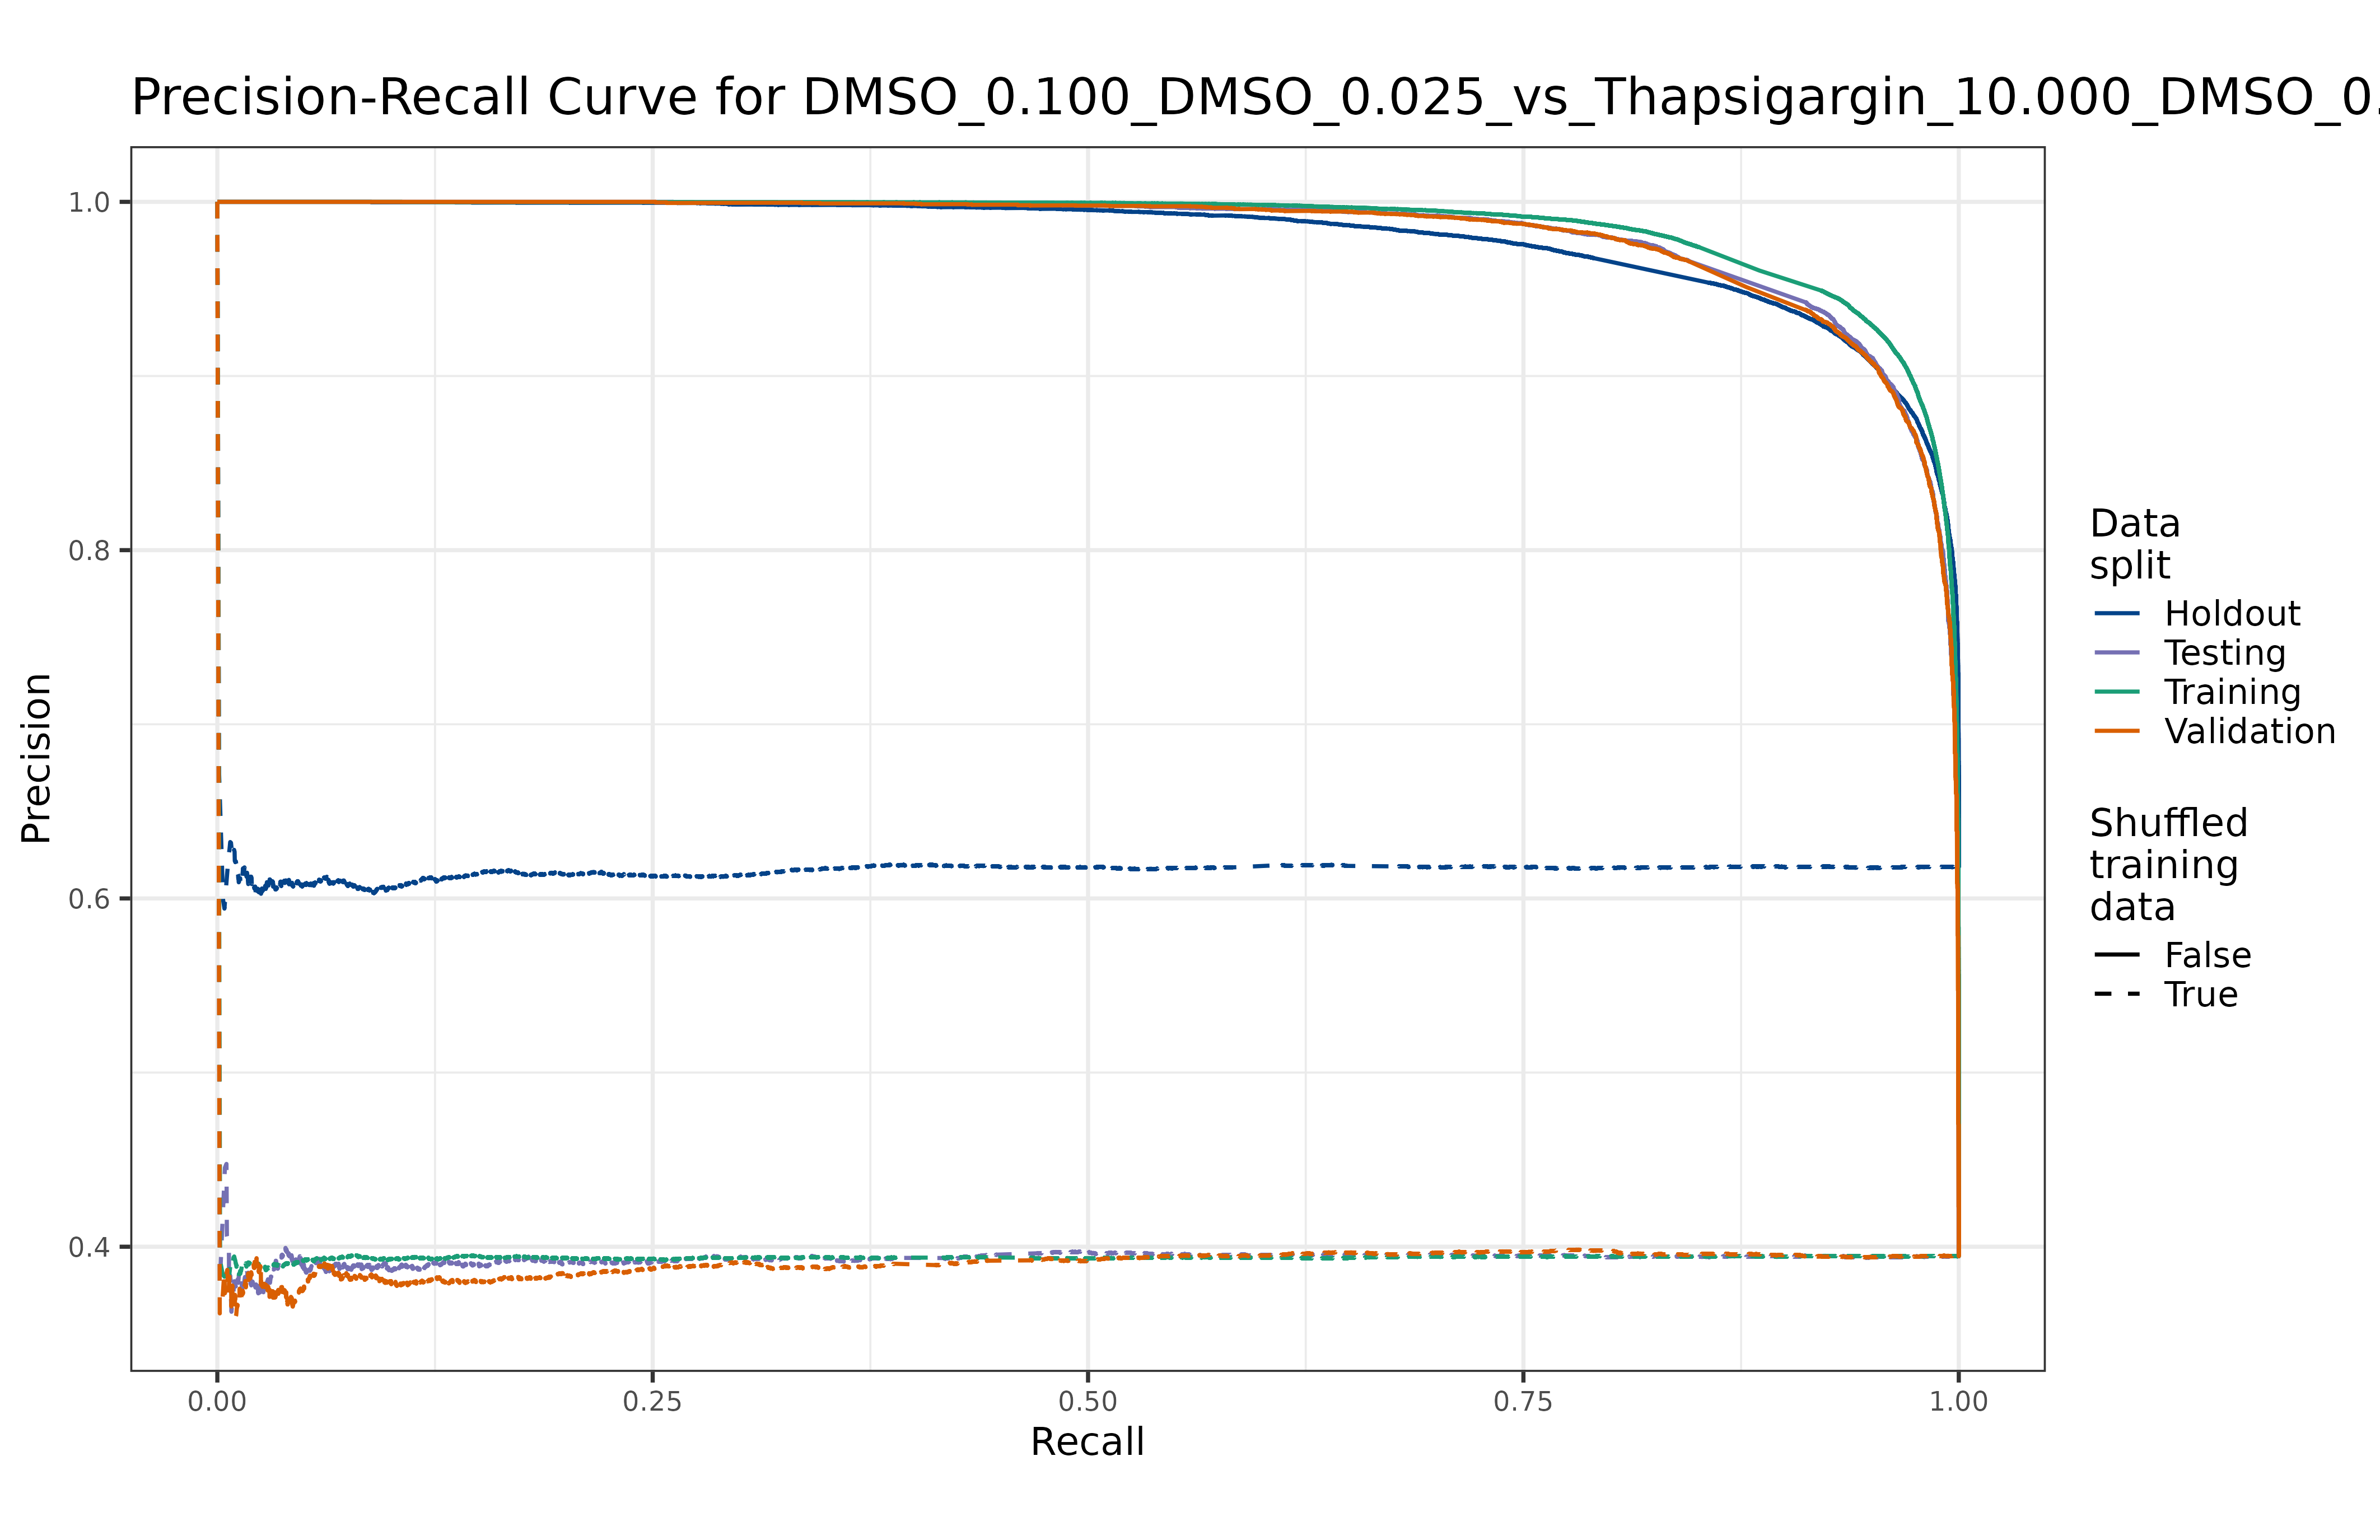 Precision-Recall Curve for DMSO_0.100_DMSO_0.025_vs_Thapsigargin_10.000_DMSO_0.
1.0
0.8
0.6
0.4
Precision
0.00 0.25 0.50 0.75 1.00
Recall
Data
split
Holdout
Testing
Training
Validation
Shuffled
training
data
False
True